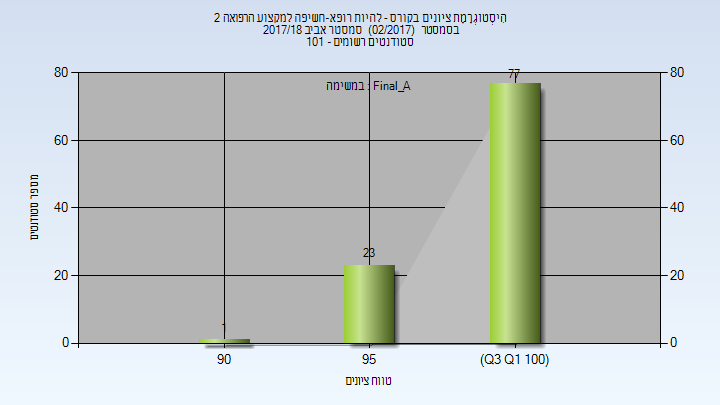 היסטוגרמת ציונים בקורס - להיות רופא-חשיפה למקצוע הרפואה 2
בסמסטר (02/2017) סמסטר אביב 2017/18
סטודנטים רשומים - 101
במשימה : Final_A
80
60
40
20
0
80
60
40
20
0
מספר סטודנטים
1
23
77
90
95
(Q3 Q1 100)
טווח ציונים